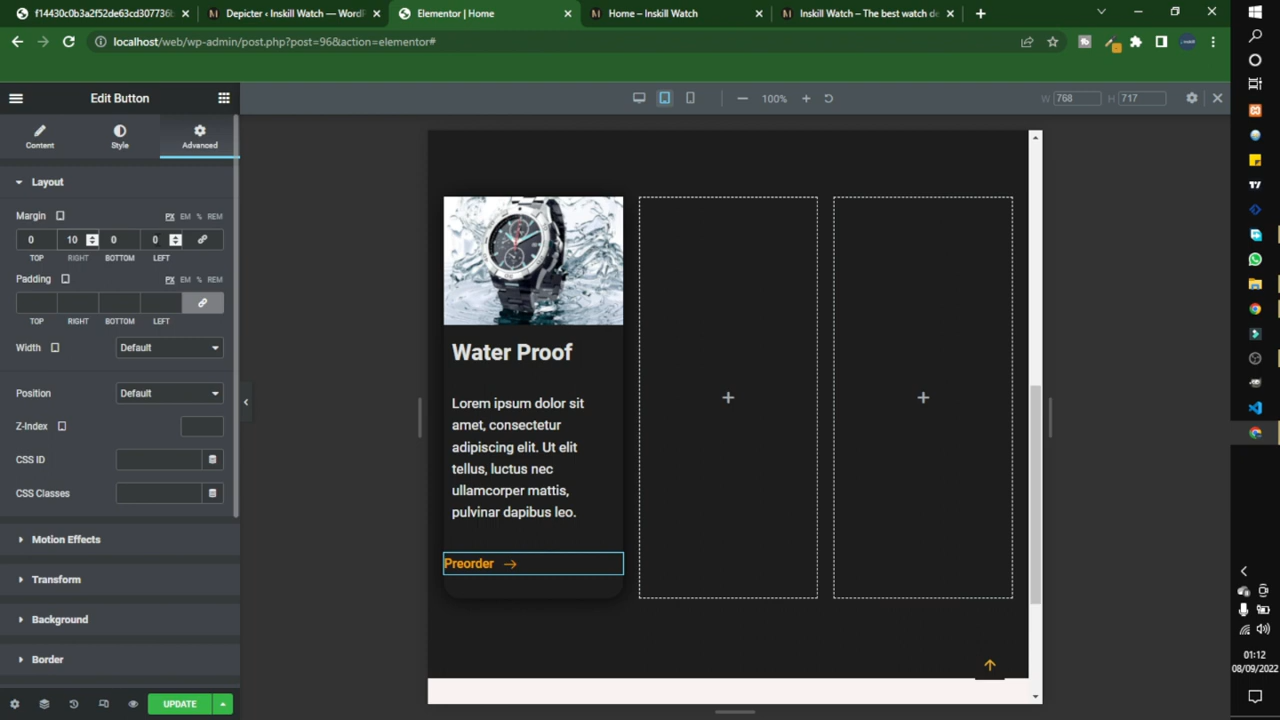 f14430c0b3a2f52de63cd307736b
Depicter ‹ Inskill Watch — WordPr
Elementor | Home
Home – Inskill Watch
Inskill Watch – The best watch de
localhost/web/wp-admin/post.php?post=96&action=elementor#
Edit Button
100%
W 768
H 717
Content
Style
Advanced
Layout
Margin
PX EM % REM
0 10 0 0
TOP RIGHT BOTTOM LEFT
Padding
PX EM % REM
TOP RIGHT BOTTOM LEFT
Width
Default
Position
Default
Z-Index
CSS ID
CSS Classes
Motion Effects
Transform
Background
Border
UPDATE
Water Proof
Lorem ipsum dolor sit
amet, consectetur
adipiscing elit. Ut elit
tellus, luctus nec
ullamcorper mattis,
pulvinar dapibus leo.
Preorder
01:12
08/09/2022